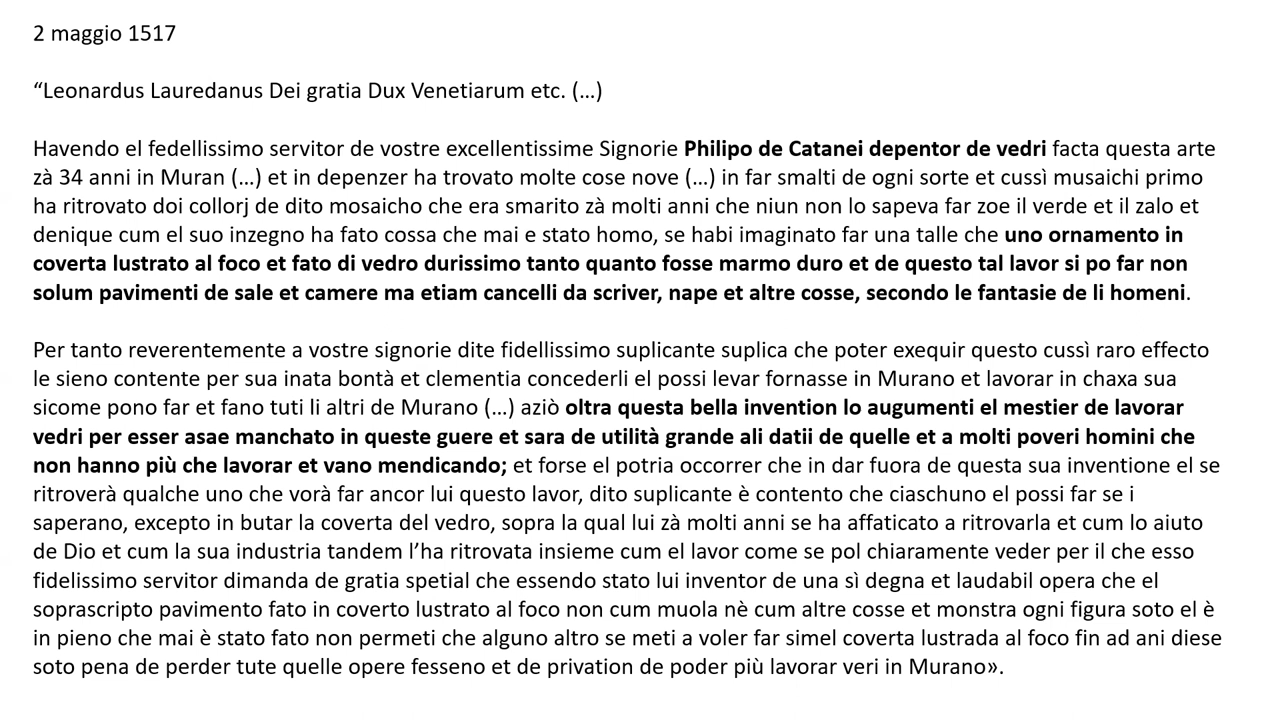 2 maggio 1517
“Leonardus Lauredanus Dei gratia Dux Venetiarum etc. (…)
Havendo el fedellissimo servitor de vostre excellentissime Signorie Philipo de Catanei depentor de vedri facta questa arte
zà 34 anni in Muran (…) et in depenzer ha trovato molte cose nove (…) in far smalti de ogni sorte et cussì musaichi primo
ha ritrovato doi collorj de dito mosaicho che era smarito zà molti anni che niun non lo sapeva far zoe il verde et il zalo et
denique cum el suo inzegno ha fato cossa che mai e stato homo, se habi imaginato far una talle che uno ornamento in
coverta lustrato al foco et fato di vedro durissimo tanto quanto fosse marmo duro et de questo tal lavor si po far non
solum pavimenti de sale et camere ma etiam cancelli da scriver, nape et altre cosse, secondo le fantasie de li homeni.
Per tanto reverentemente a vostre signorie dite fidellissimo suplicante suplica che poter exequir questo cussì raro effecto
le sieno contente per sua inata bontà et clementia concederli el possi levar fornasse in Murano et lavorar in chaxa sua
sicome pono far et fano tuti li altri de Murano (…) aziò oltra questa bella invention lo augumenti el mestier de lavorar
vedri per esser asae manchato in queste guere et sara de utilità grande ali datii de quelle et a molti poveri homini che
non hanno più che lavorar et vano mendicando; et forse el potria occorrer che in dar fuora de questa sua inventione el se
ritroverà qualche uno che vorà far ancor lui questo lavor, dito suplicante è contento che ciaschuno el possi far se i
saperano, excepto in butar la coverta del vedro, sopra la qual lui zà molti anni se ha affaticato a ritrovarla et cum lo aiuto
de Dio et cum la sua industria tandem l’ha ritrovata insieme cum el lavor come se pol chiaramente veder per il che esso
fidelissimo servitor dimanda de gratia spetial che essendo stato lui inventor de una sì degna et laudabil opera che el
soprascripto pavimento fato in coverto lustrato al foco non cum muola nè cum altre cosse et monstra ogni figura soto el è
in pieno che mai è stato fato non permeti che alguno altro se meti a voler far simel coverta lustrada al foco fin ad ani diese
soto pena de perder tute quelle opere fesseno et de privation de poder più lavorar veri in Murano».